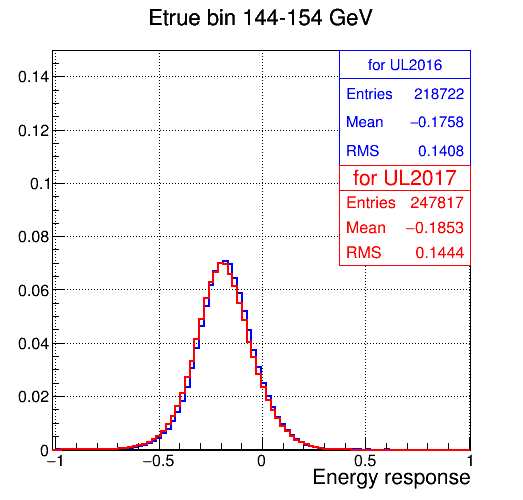 Etrue bin 144-154 GeV
for UL2016
Entries 218722
Mean −0.1758
RMS 0.1408
for UL2017
Entries 247817
Mean −0.1853
RMS 0.1444
0.14
0.12
0.1
0.08
0.06
0.04
0.02
0
−1 −0.5 0 0.5 1
Energy response